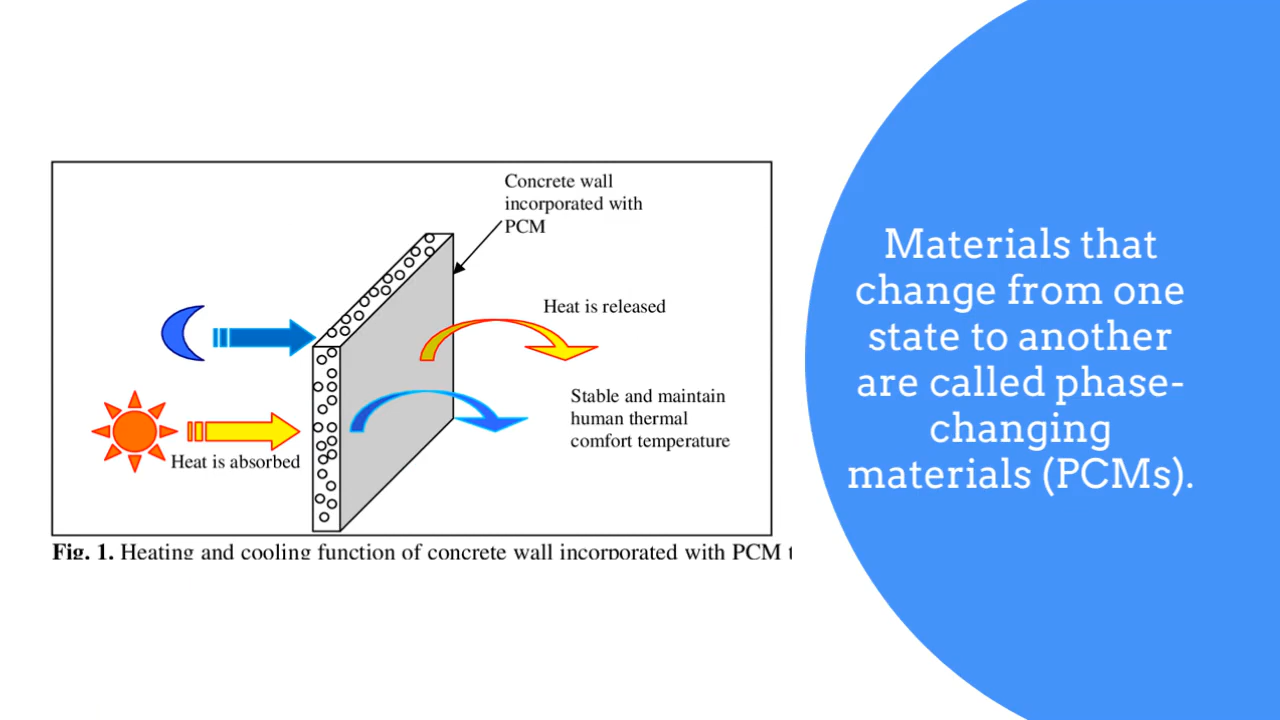 Concrete wall
incorporated with
PCM
Heat is released
Stable and maintain
human thermal
comfort temperature
Heat is absorbed
Fig. 1. Heating and cooling function of concrete wall incorporated with PCM
Materials that
change from one
state to another
are called phase-
changing
materials (PCMs).